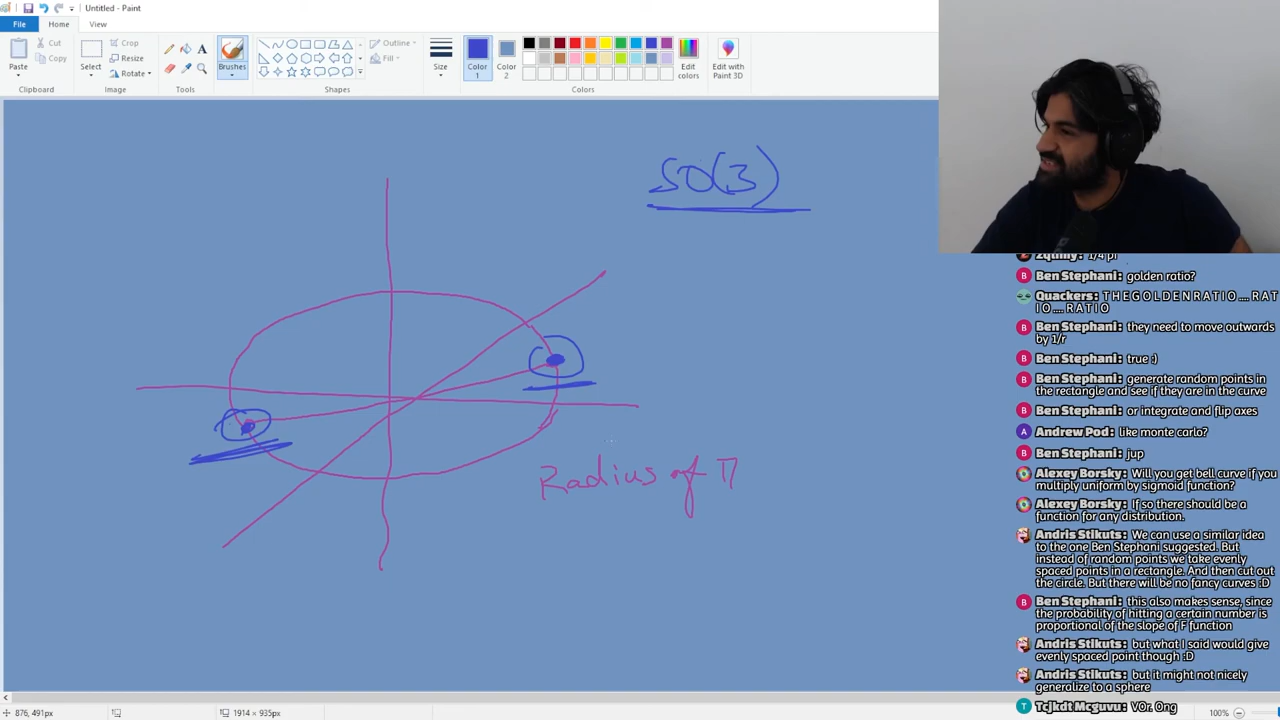 Untitled - Paint
File
Home
View
Paste
Cut
Copy
Clipboard
Select
Crop
Resize
Rotate
Image
Tools
Brushes
Outline
Fill
Shapes
Size
Color 1
Color 2
Edit colors
Colors
Edit with Paint 3D
SO(3)
Radius of π
1/4 pi
Ben Stephani: golden ratio?
Quackers: T H E G O L D E N R A T I O .... R A T
I O .... R A T I O
Ben Stephani: they need to move outwards
by 1/r
Ben Stephani: true :)
Ben Stephani: generate random points in
the rectangle and see if they are in the curve
Ben Stephani: or integrate and flip axes
Andrew Pod: like monte carlo?
Ben Stephani: jup
Alexey Borsky: Will you get bell curve if you
multiply uniform by sigmoid function?
Alexey Borsky: If so there should be a
function for any distribution.
Andris Stikuts: We can use a similar idea
to the one Ben Stephani suggested. But
instead of random points we take evenly
spaced points in a rectangle. And then cut out
the circle. But there will be no fancy curves :D
Ben Stephani: this also makes sense, since
the probability of hitting a certain number is
proportional of the slope of F function
Andris Stikuts: but what I said would give
evenly spaced point though :D
Andris Stikuts: but it might not nicely
generalize to a sphere
Tcjkdt Mcguvu: VOr. Ong
876, 491px
1914 × 935px
100%